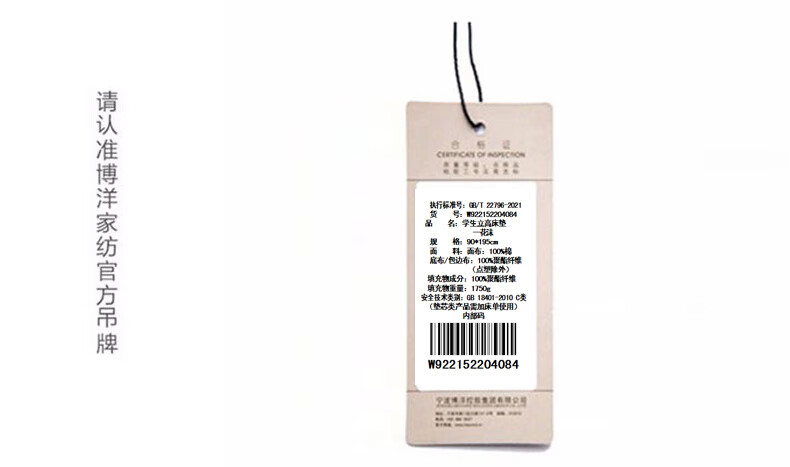 请认准博洋家纺官方吊牌
合格证
CERTIFICATE OF INSPECTION
执行标准号：GB/T 22796-2021
货 号：W922152204084
品 名：学生立高床垫
—花沫
规 格：90*195cm
面 料：面布：100%棉
底布/包边布：100%聚酯纤维
（点塑除外）
填充物成分：100%聚酯纤维
填充物重量：1750g
安全技术类别：GB 18401-2010 C类
（垫芯类产品需加床单使用）
内部码
W922152204084
宁波博洋控股集团有限公司